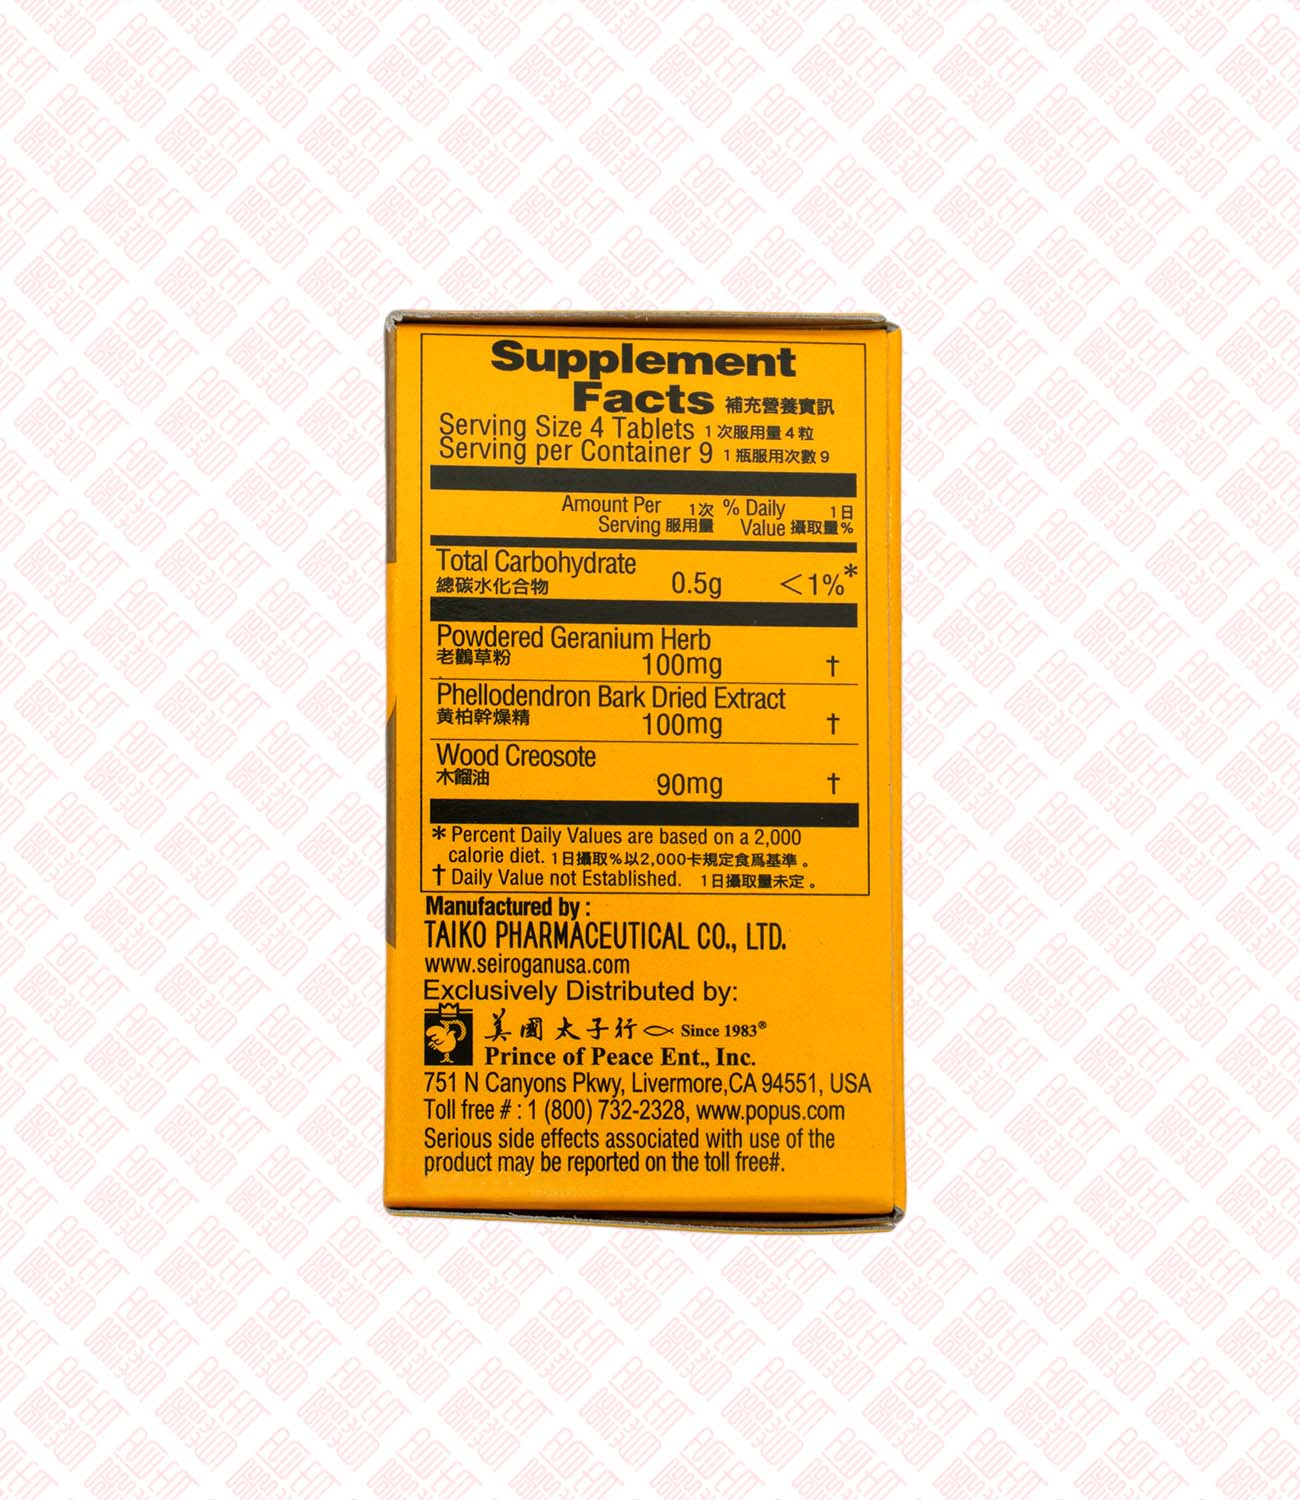 Supplement
Facts 補充營養實訊
Serving Size 4 Tablets 1次服用量4粒
Serving per Container 9 1瓶服用次數9
Amount Per 1次 % Daily 1日
Serving 服用量 Value 攝取量%
Total Carbohydrate
總碳水化合物 0.5g <1%*
Powdered Geranium Herb
老鸛草粉 100mg †
Phellodendron Bark Dried Extract
黄柏幹燥精 100mg †
Wood Creosote
木餾油 90mg †
* Percent Daily Values are based on a 2,000
calorie diet. 1日攝取%以2,000卡規定食爲基準。
† Daily Value not Established. 1日攝取量未定。
Manufactured by :
TAIKO PHARMACEUTICAL CO., LTD.
www.seiroganusa.com
Exclusively Distributed by:
美國太子行 Since 1983®
Prince of Peace Ent., Inc.
751 N Canyons Pkwy, Livermore,CA 94551, USA
Toll free # : 1 (800) 732-2328, www.popus.com
Serious side effects associated with use of the
product may be reported on the toll free#.